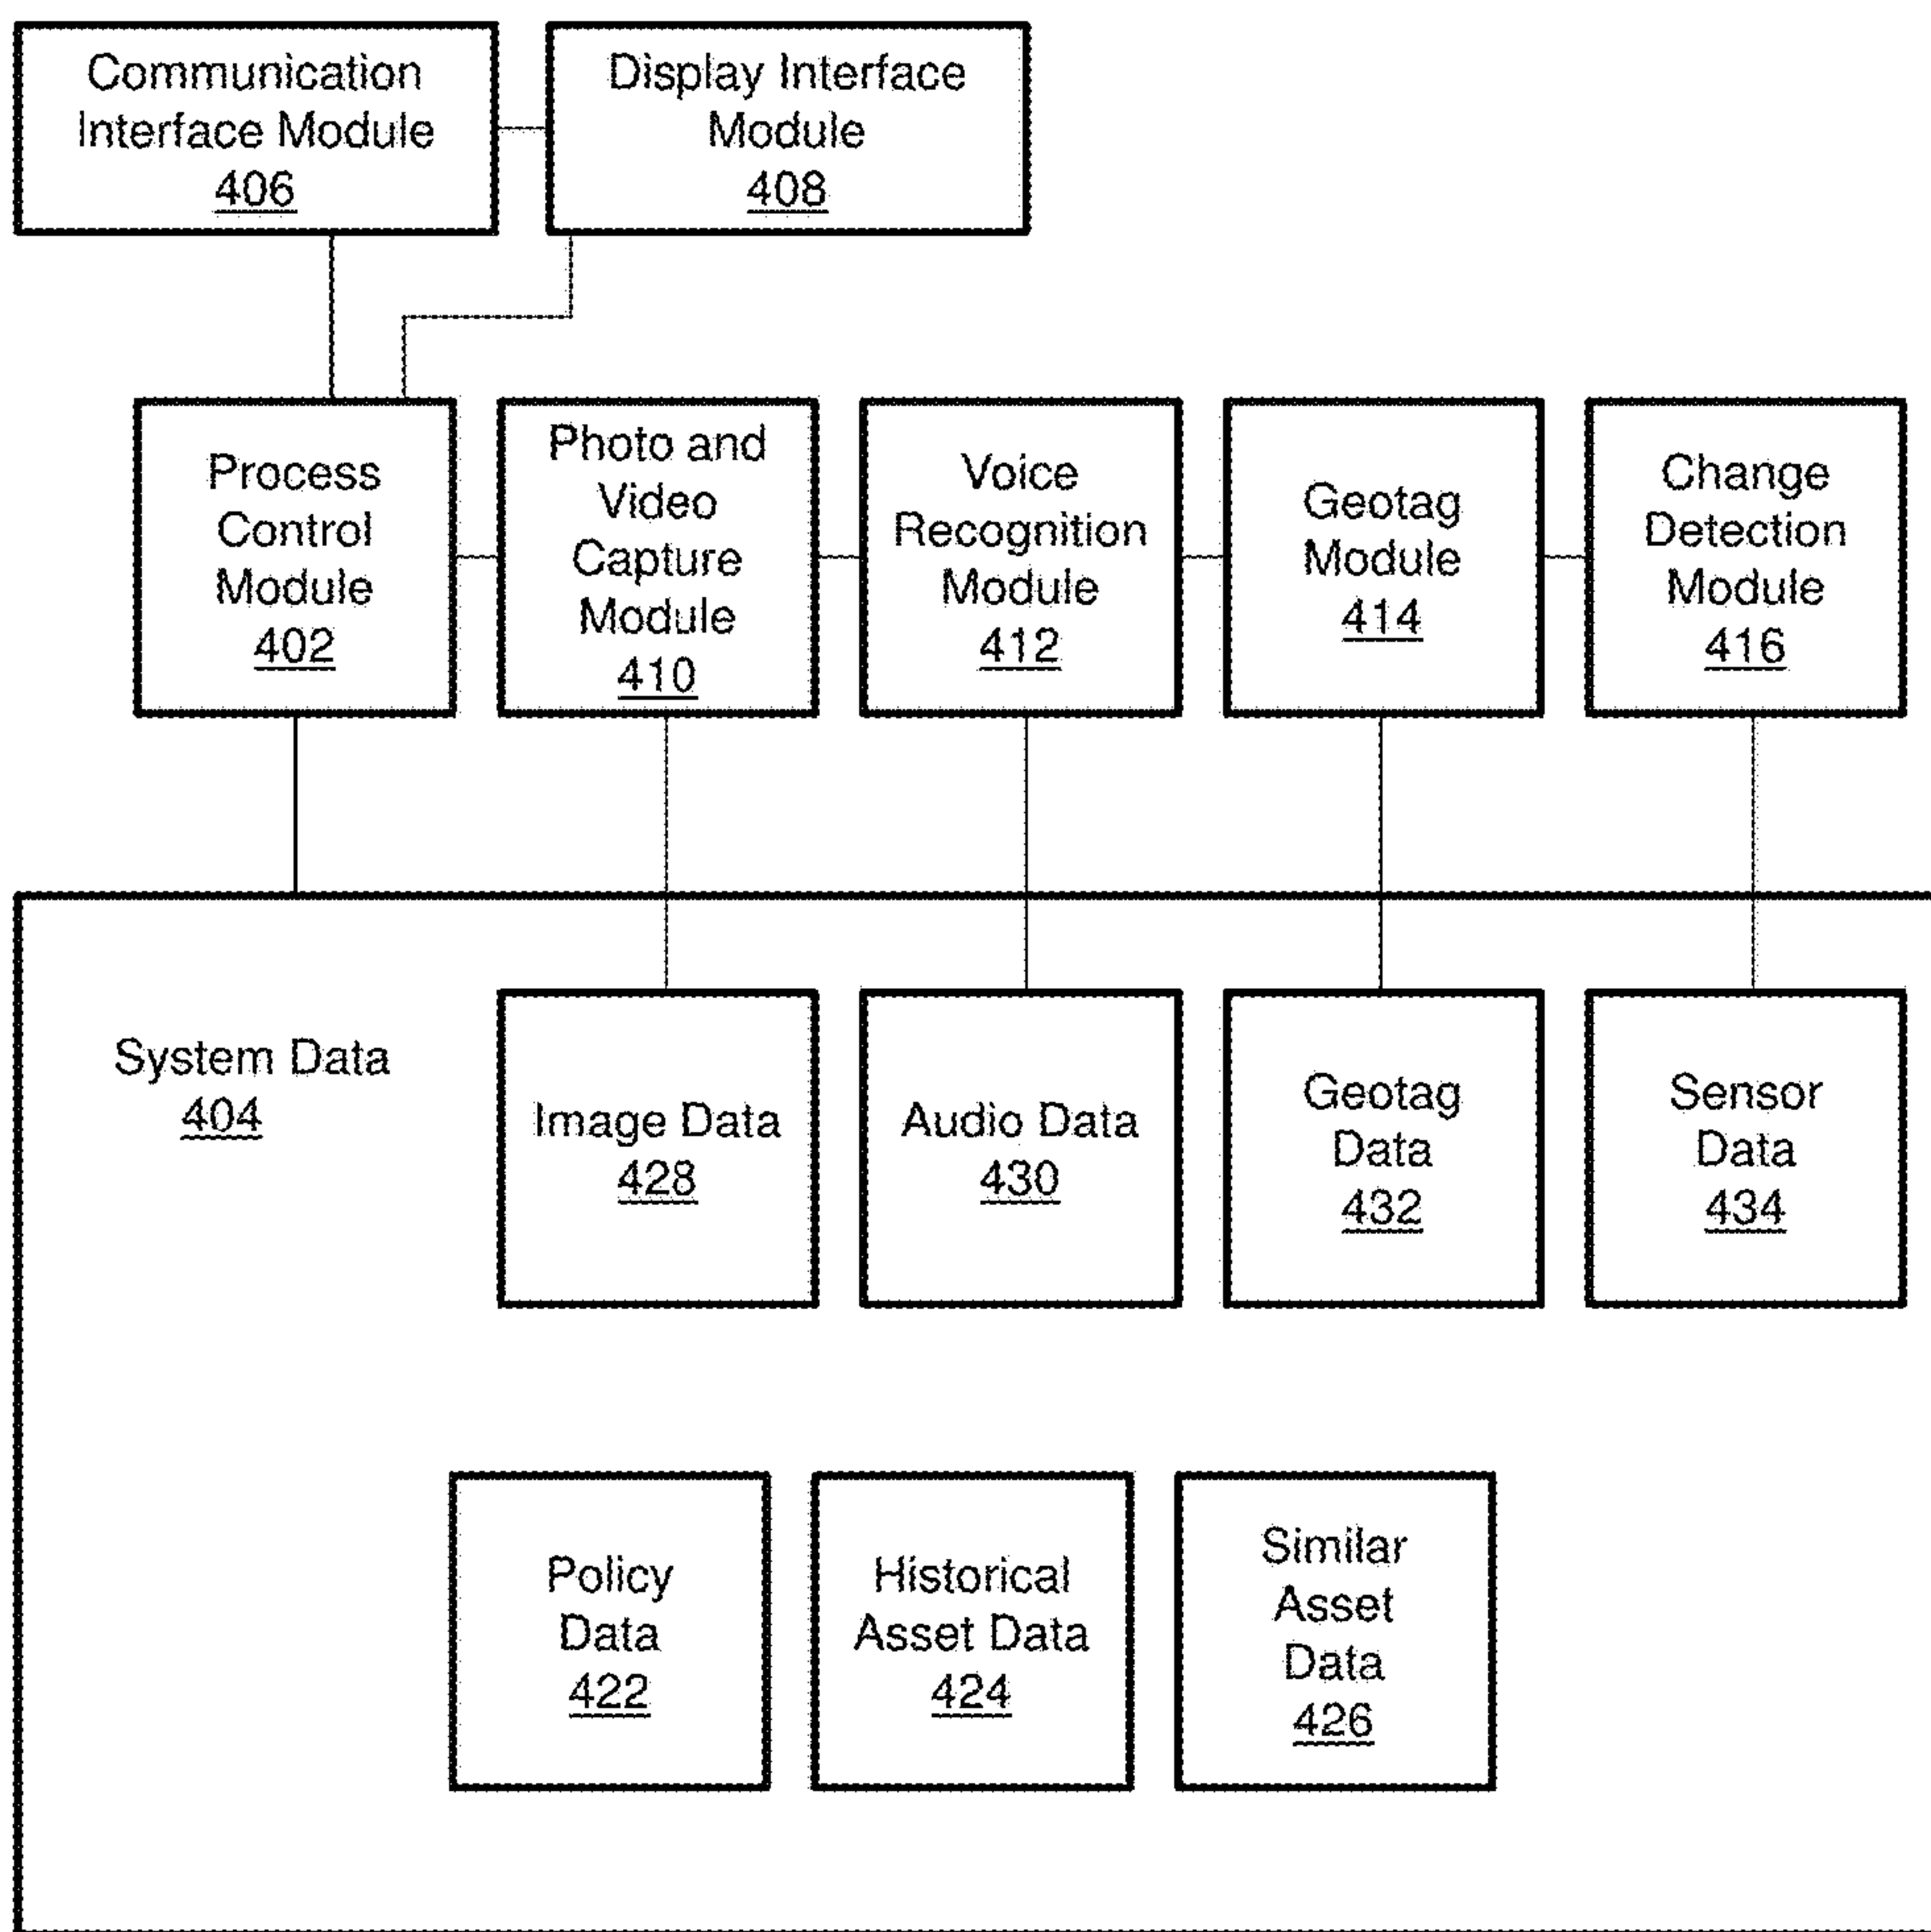 Communication
Interface Module
406
Display Interface
Module
408
Process
Control
Module
402
Photo and
Video
Capture
Module
410
Voice
Recognition
Module
412
Geotag
Module
414
Change
Detection
Module
416
System Data
404
Image Data
428
Audio Data
430
Geotag
Data
432
Sensor
Data
434
Policy
Data
422
Historical
Asset Data
424
Similar
Asset
Data
426